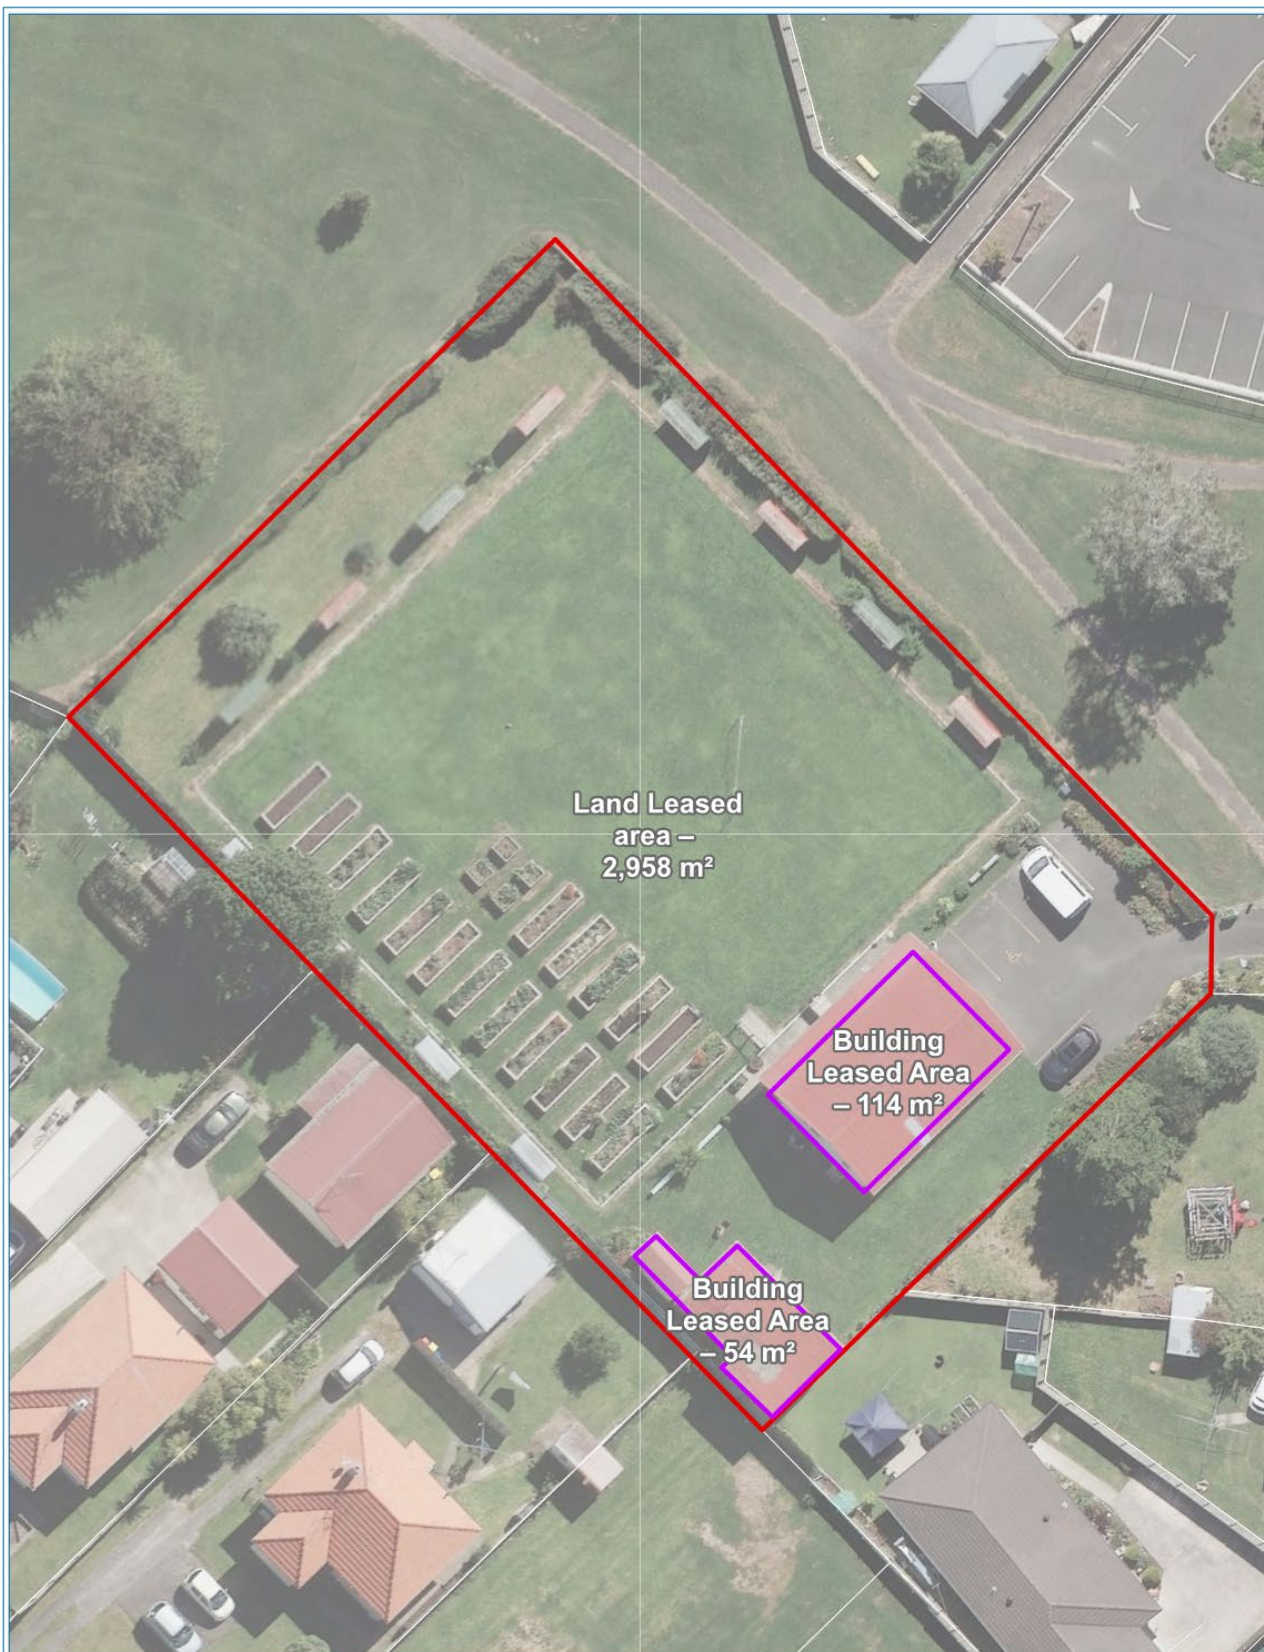 Land Leased
area –
2,958 m²
Building
Leased Area
– 114 m²
Building
Leased Area
– 54 m²